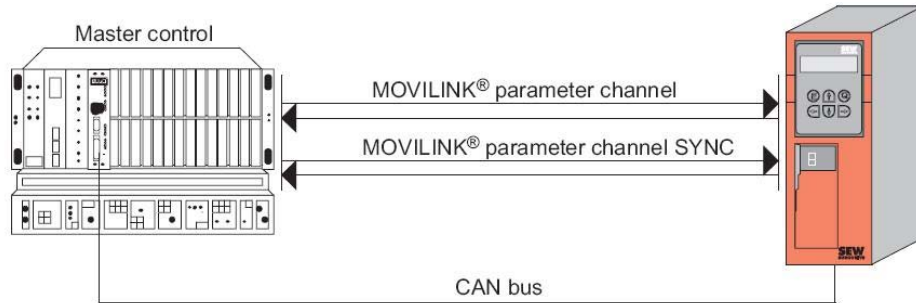 Master control
MOVILINK® parameter channel
MOVILINK® parameter channel SYNC
SEW
CAN bus